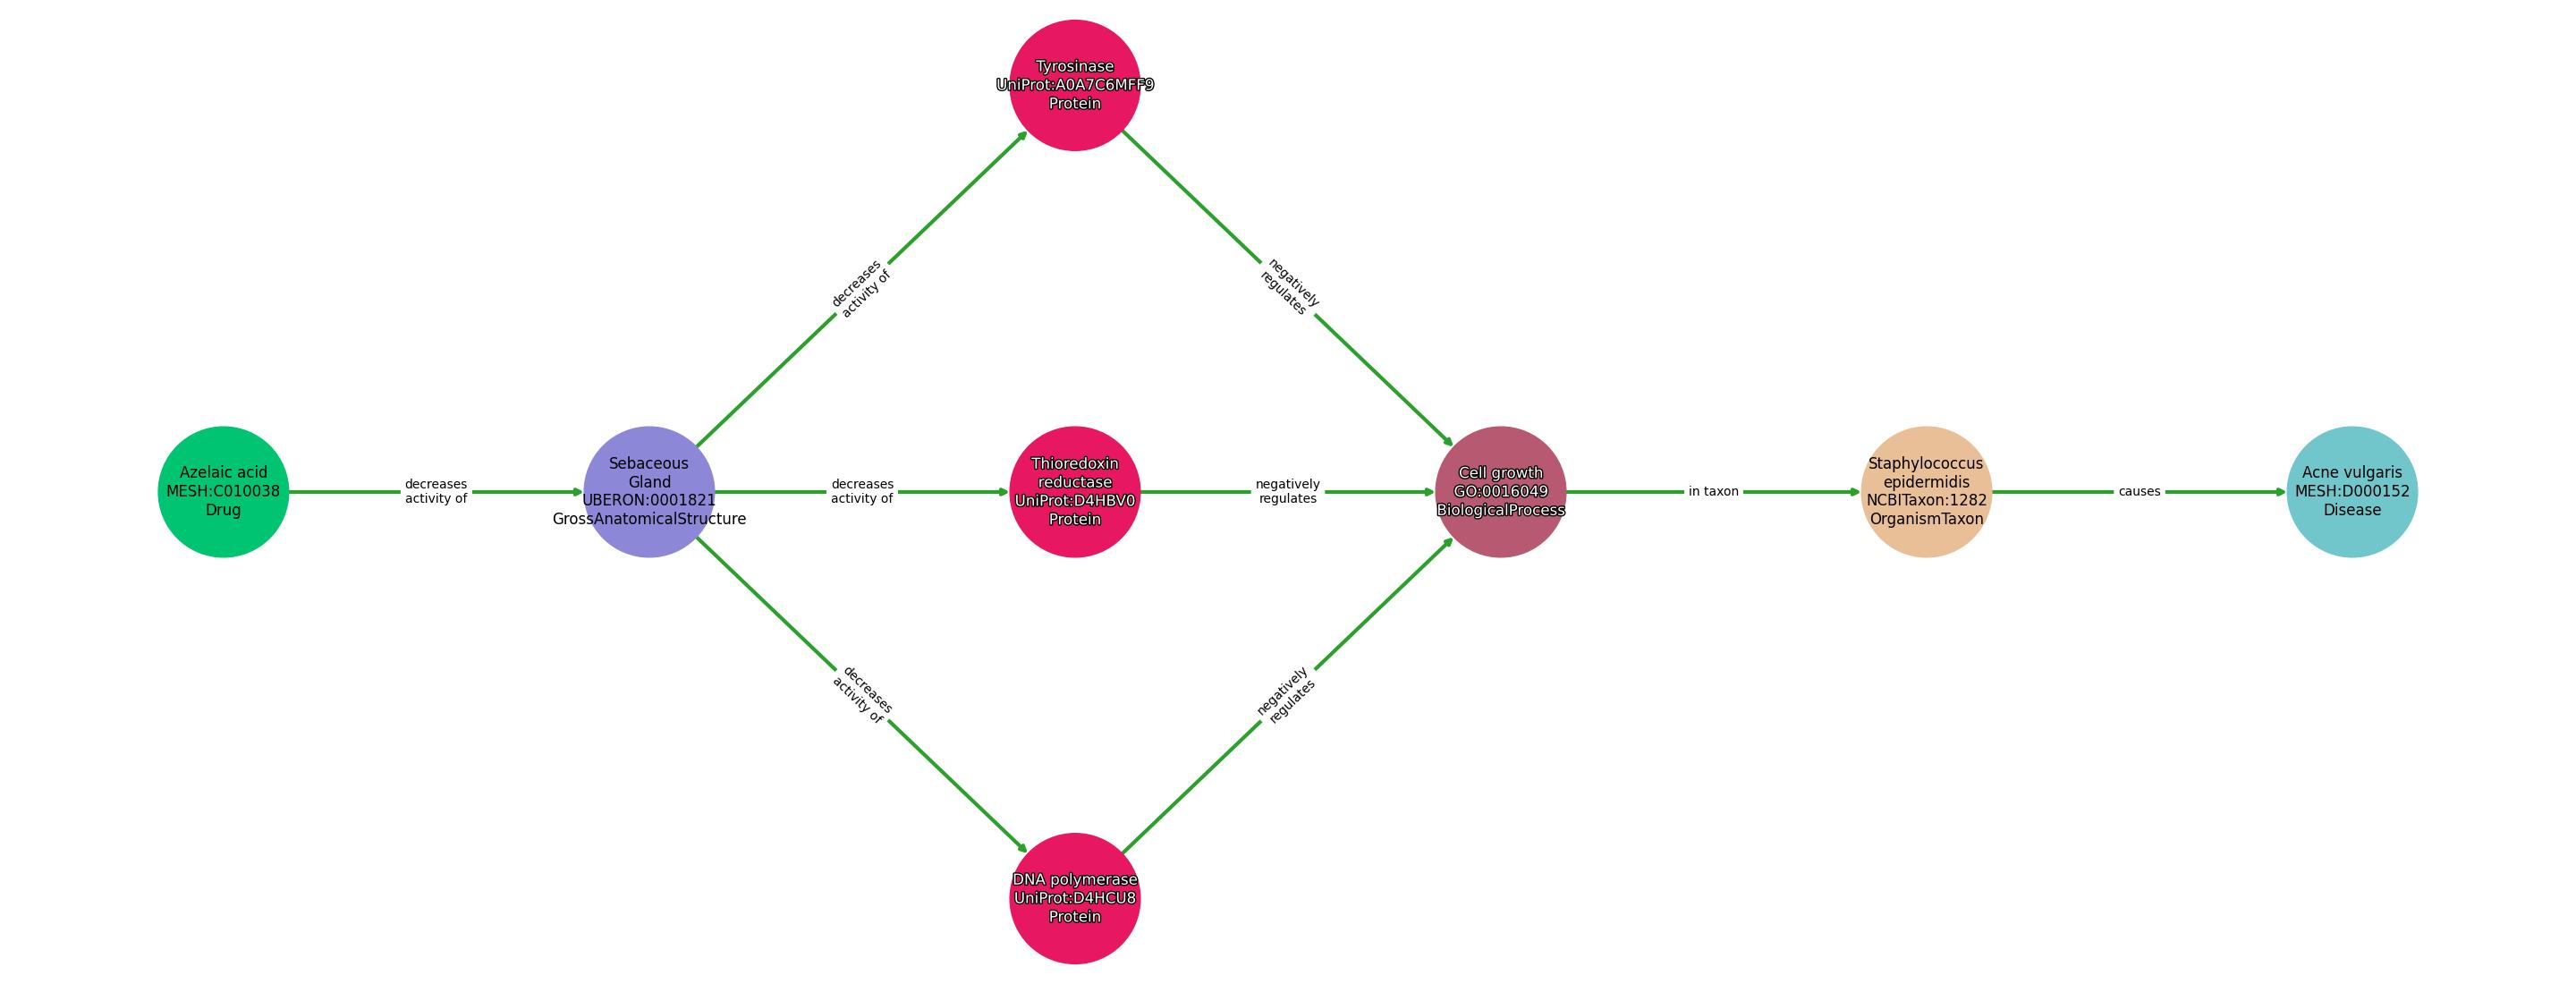 Tyrosinase
UniProt:A0A7C6MFF9
Protein
decreases
activity of
negatively
regulates
Azelaic acid
MESH:C010038
Drug
decreases
activity of
Sebaceous
Gland
UBERON:0001821
GrossAnatomicalStructure
decreases
activity of
Thioredoxin
reductase
UniProt:D4HBV0
Protein
negatively
regulates
Cell growth
GO:0016049
BiologicalProcess
in taxon
Staphylococcus
epidermidis
NCBITaxon:1282
OrganismTaxon
causes
Acne vulgaris
MESH:D000152
Disease
decreases
activity of
negatively
regulates
DNA polymerase
UniProt:D4HCU8
Protein